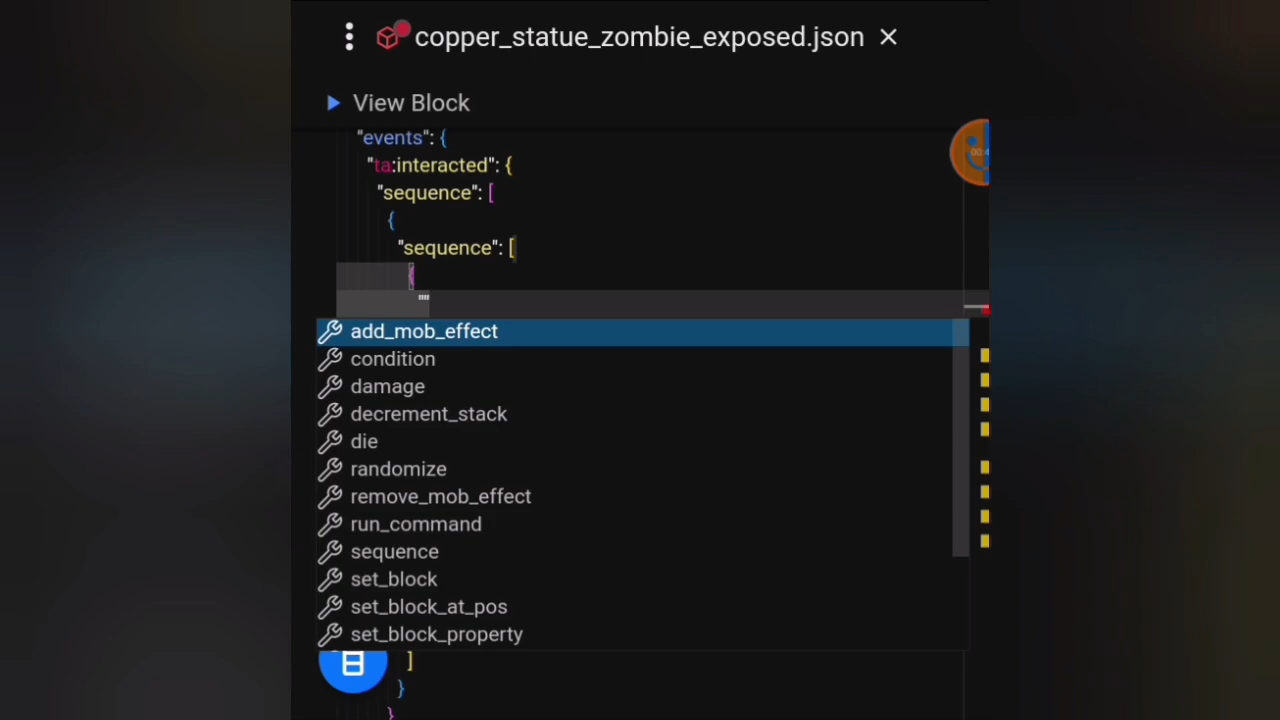 copper_statue_zombie_exposed.json ×
View Block
"events": {
"ta:interacted": {
"sequence": [
{
"sequence": [
{
""
add_mob_effect
condition
damage
decrement_stack
die
randomize
remove_mob_effect
run_command
sequence
set_block
set_block_at_pos
set_block_property
]
}
}